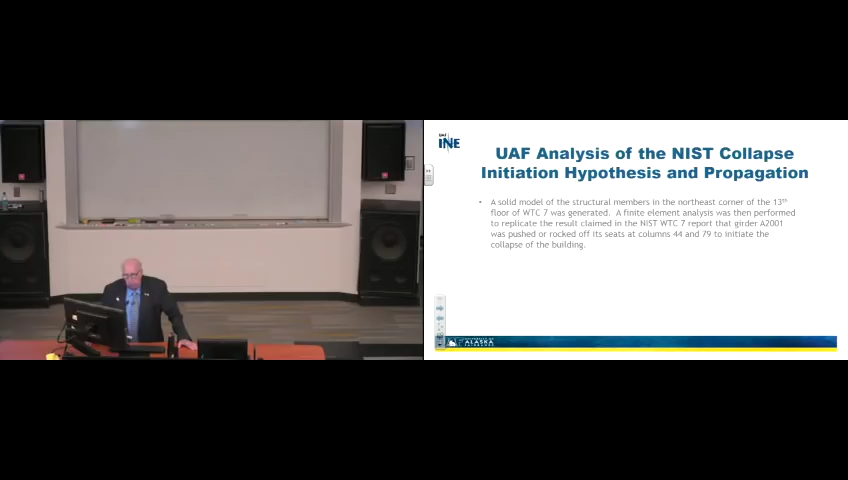 UAF
INE
UAF Analysis of the NIST Collapse
Initiation Hypothesis and Propagation
• A solid model of the structural members in the northeast corner of the 13th
floor of WTC 7 was generated. A finite element analysis was then performed
to replicate the result claimed in the NIST WTC 7 report that girder A2001
was pushed or rocked off its seats at columns 44 and 79 to initiate the
collapse of the building.
ALASKA
FAIRBANKS